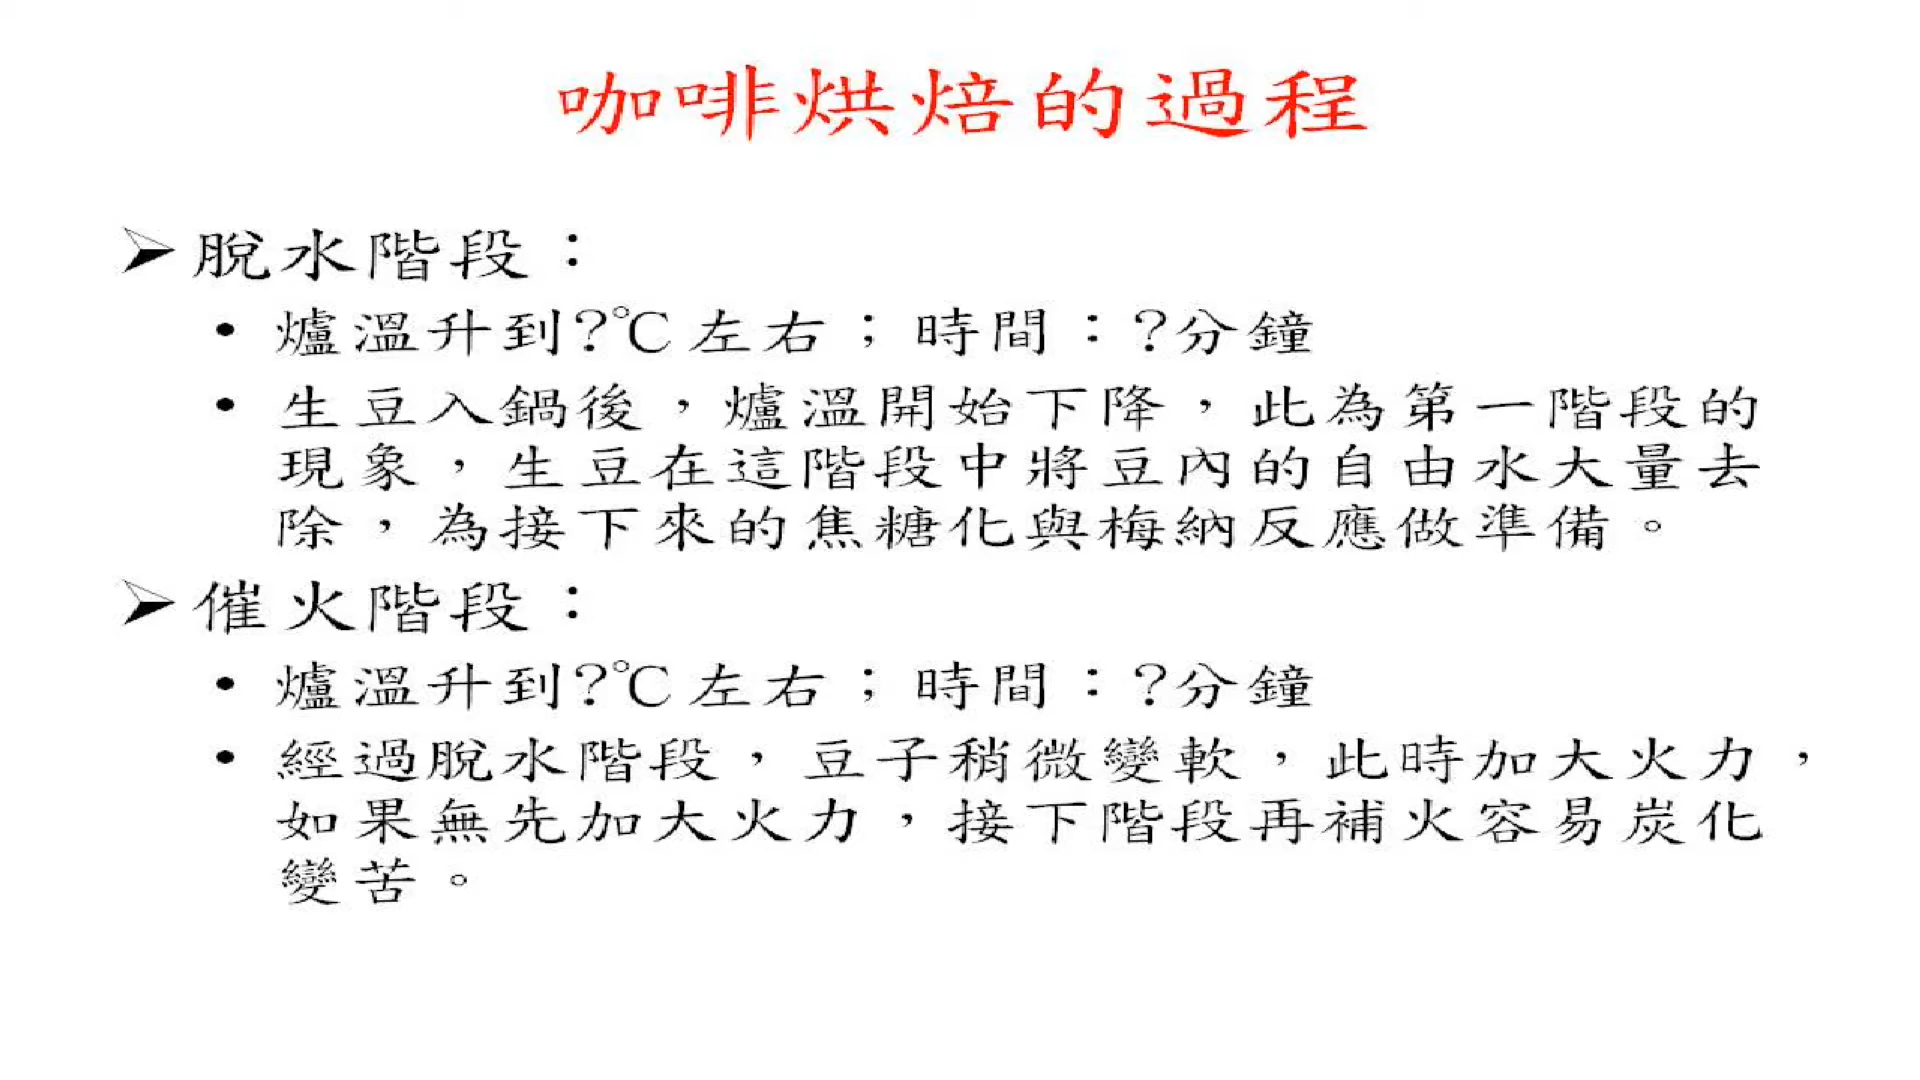 咖啡烘焙的過程
➢脫水階段：
• 爐溫升到?℃左右；時間：?分鐘
• 生豆入鍋後，爐溫開始下降，此為第一階段的
現象，生豆在這階段中將豆內的自由水大量去
除，為接下來的焦糖化與梅納反應做準備。
➢催火階段：
• 爐溫升到?℃左右；時間：?分鐘
• 經過脫水階段，豆子稍微變軟，此時加大火力，
如果無先加大火力，接下階段再補火容易炭化
變苦。